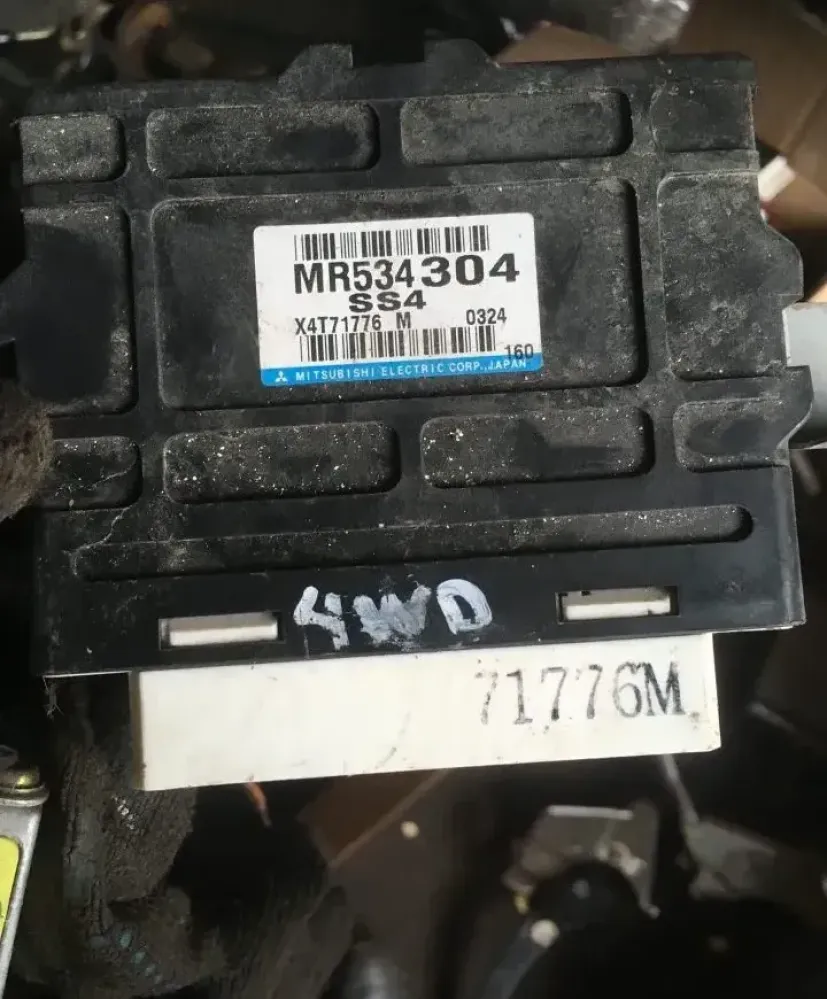 MR534304
SS4
X4T71776 M 0324
160
MITSUBISHI ELECTRIC CORP., JAPAN
4WD
71776M